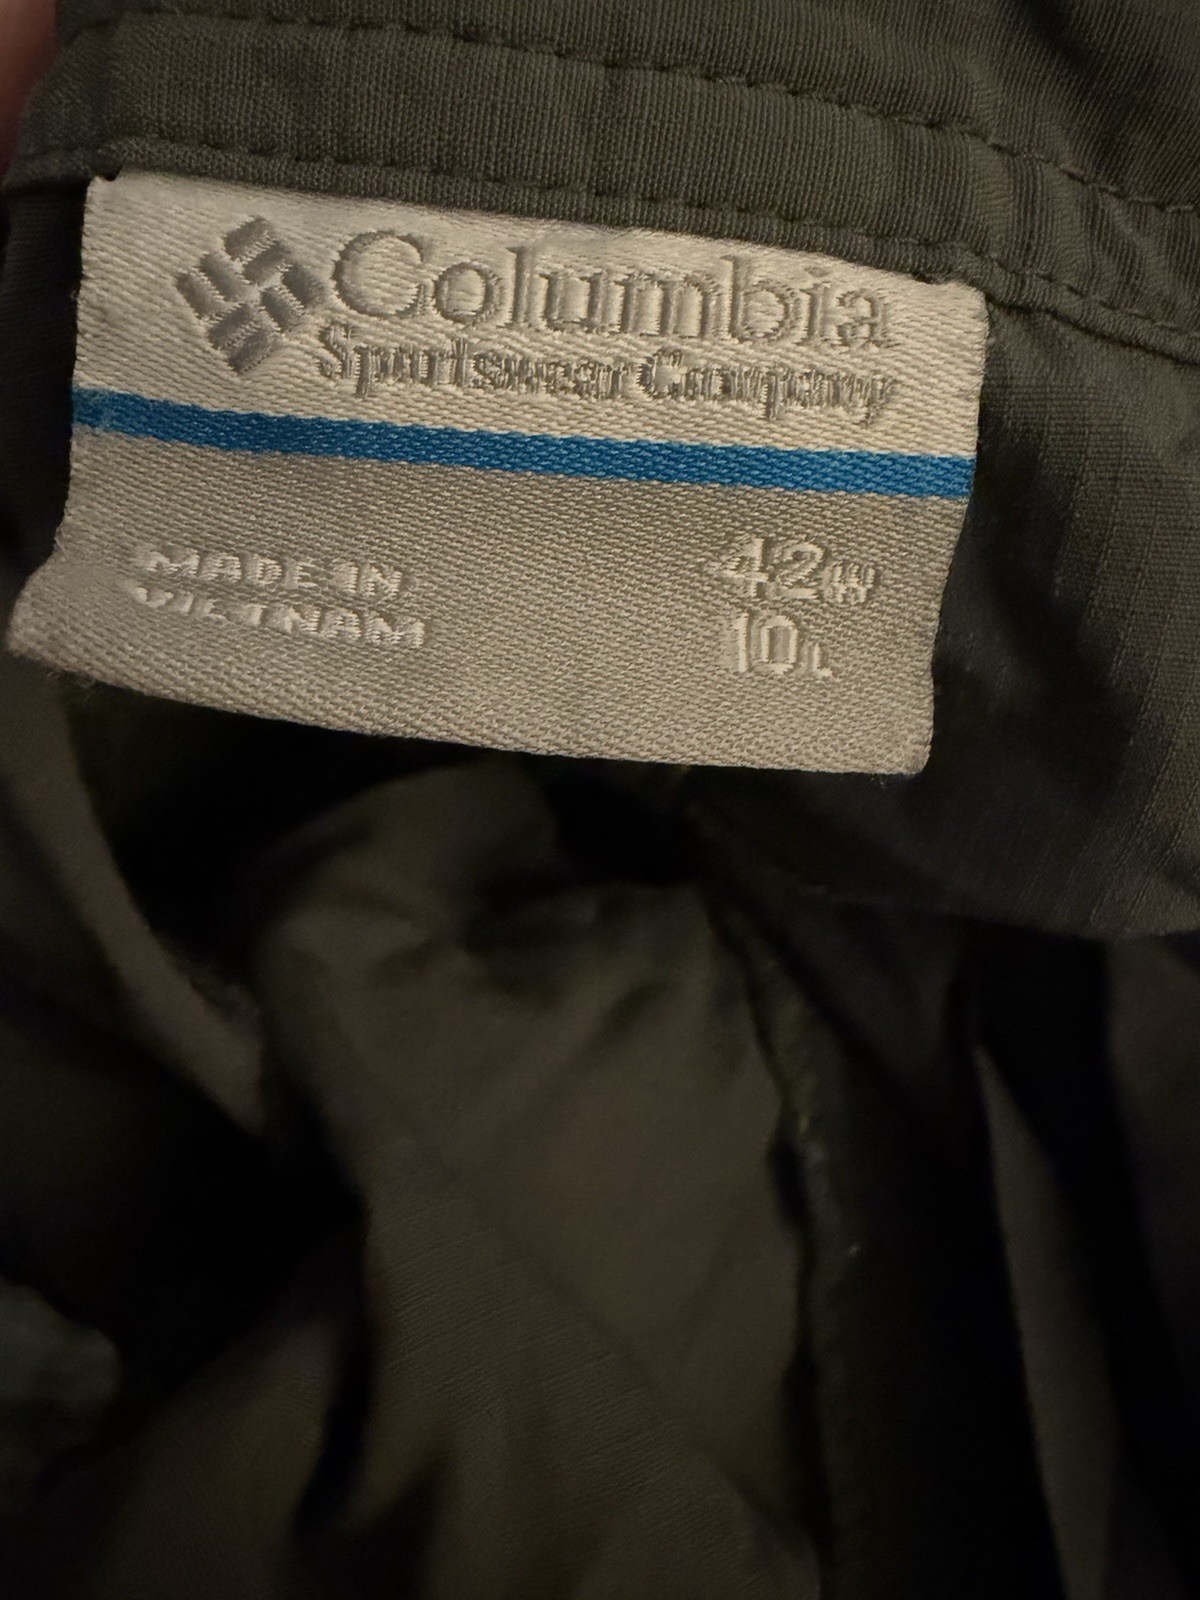 Columbia
Sportswear Company
MADE IN
VIETNAM
42W
10L